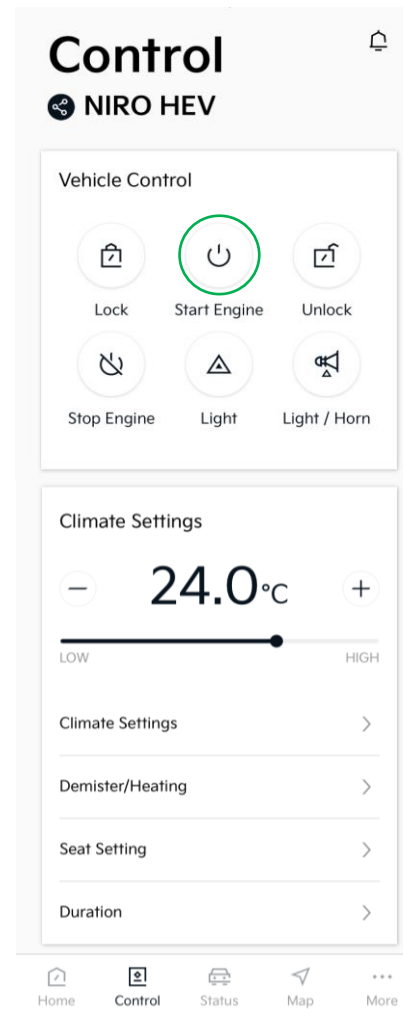 Control
NIRO HEV
Vehicle Control
Lock Start Engine Unlock
Stop Engine Light Light / Horn
Climate Settings
24.0°C
LOW HIGH
Climate Settings
Demister/Heating
Seat Setting
Duration
Home Control Status Map More